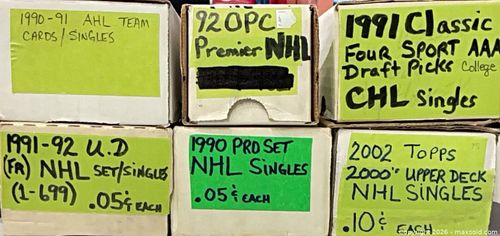 1990-91 AHL TEAM
CARDS/SINGLES
92 OPC
Premier NHL
1991 Classic
Four SPORT AAA
Draft Picks College
CHL Singles
1991-92 U.D
(FR) NHL SET/SINGLES
(1-699) .05¢ EACH
1990 PRO SET
NHL SINGLES
.05¢ EACH
2002 TOPPS
2000's UPPER DECK
NHL SINGLES
.10¢ EACH